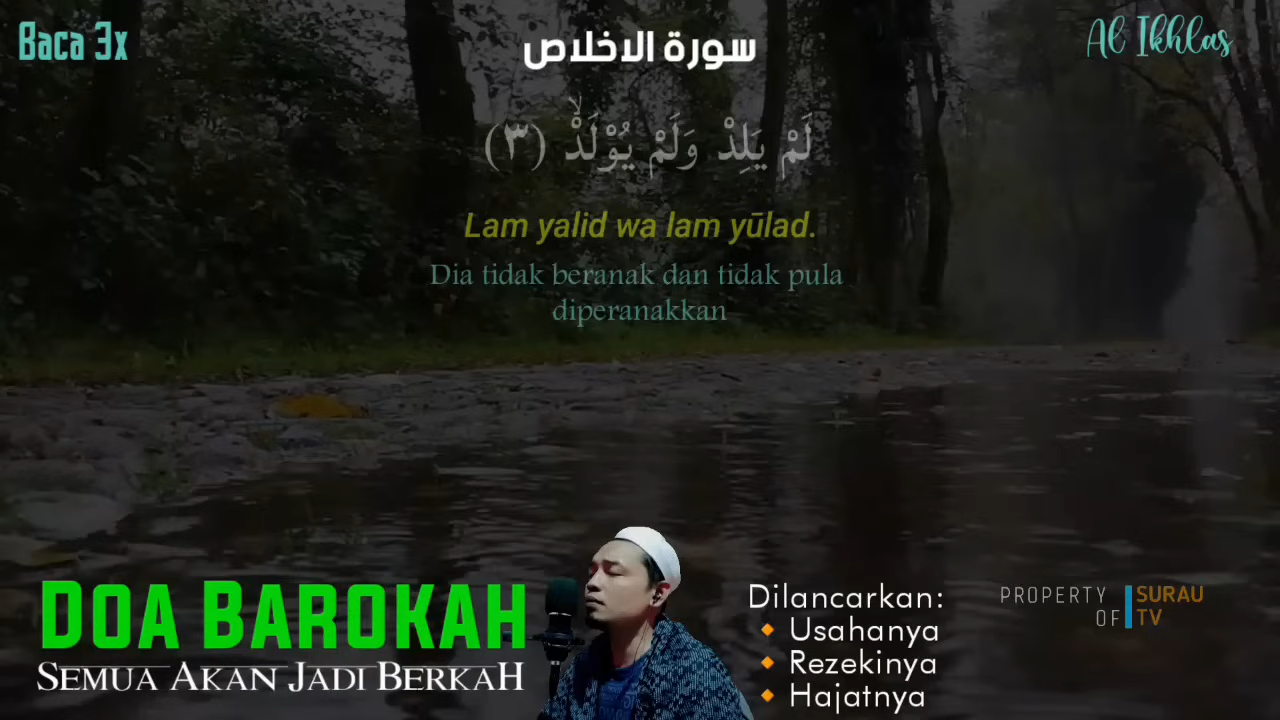 Baca 3x
سورة الاخلاص
Al Ikhlas
لَمْ يَلِدْ وَلَمْ يُوْلَدْۙ (٣)
Lam yalid wa lam yūlad.
Dia tidak beranak dan tidak pula
diperanakkan
DOA BAROKAH
SEMUA AKAN JADI BERKAH
Dilancarkan:
🔸 Usahanya
🔸 Rezekinya
🔸 Hajatnya
PROPERTY OF
SURAU TV